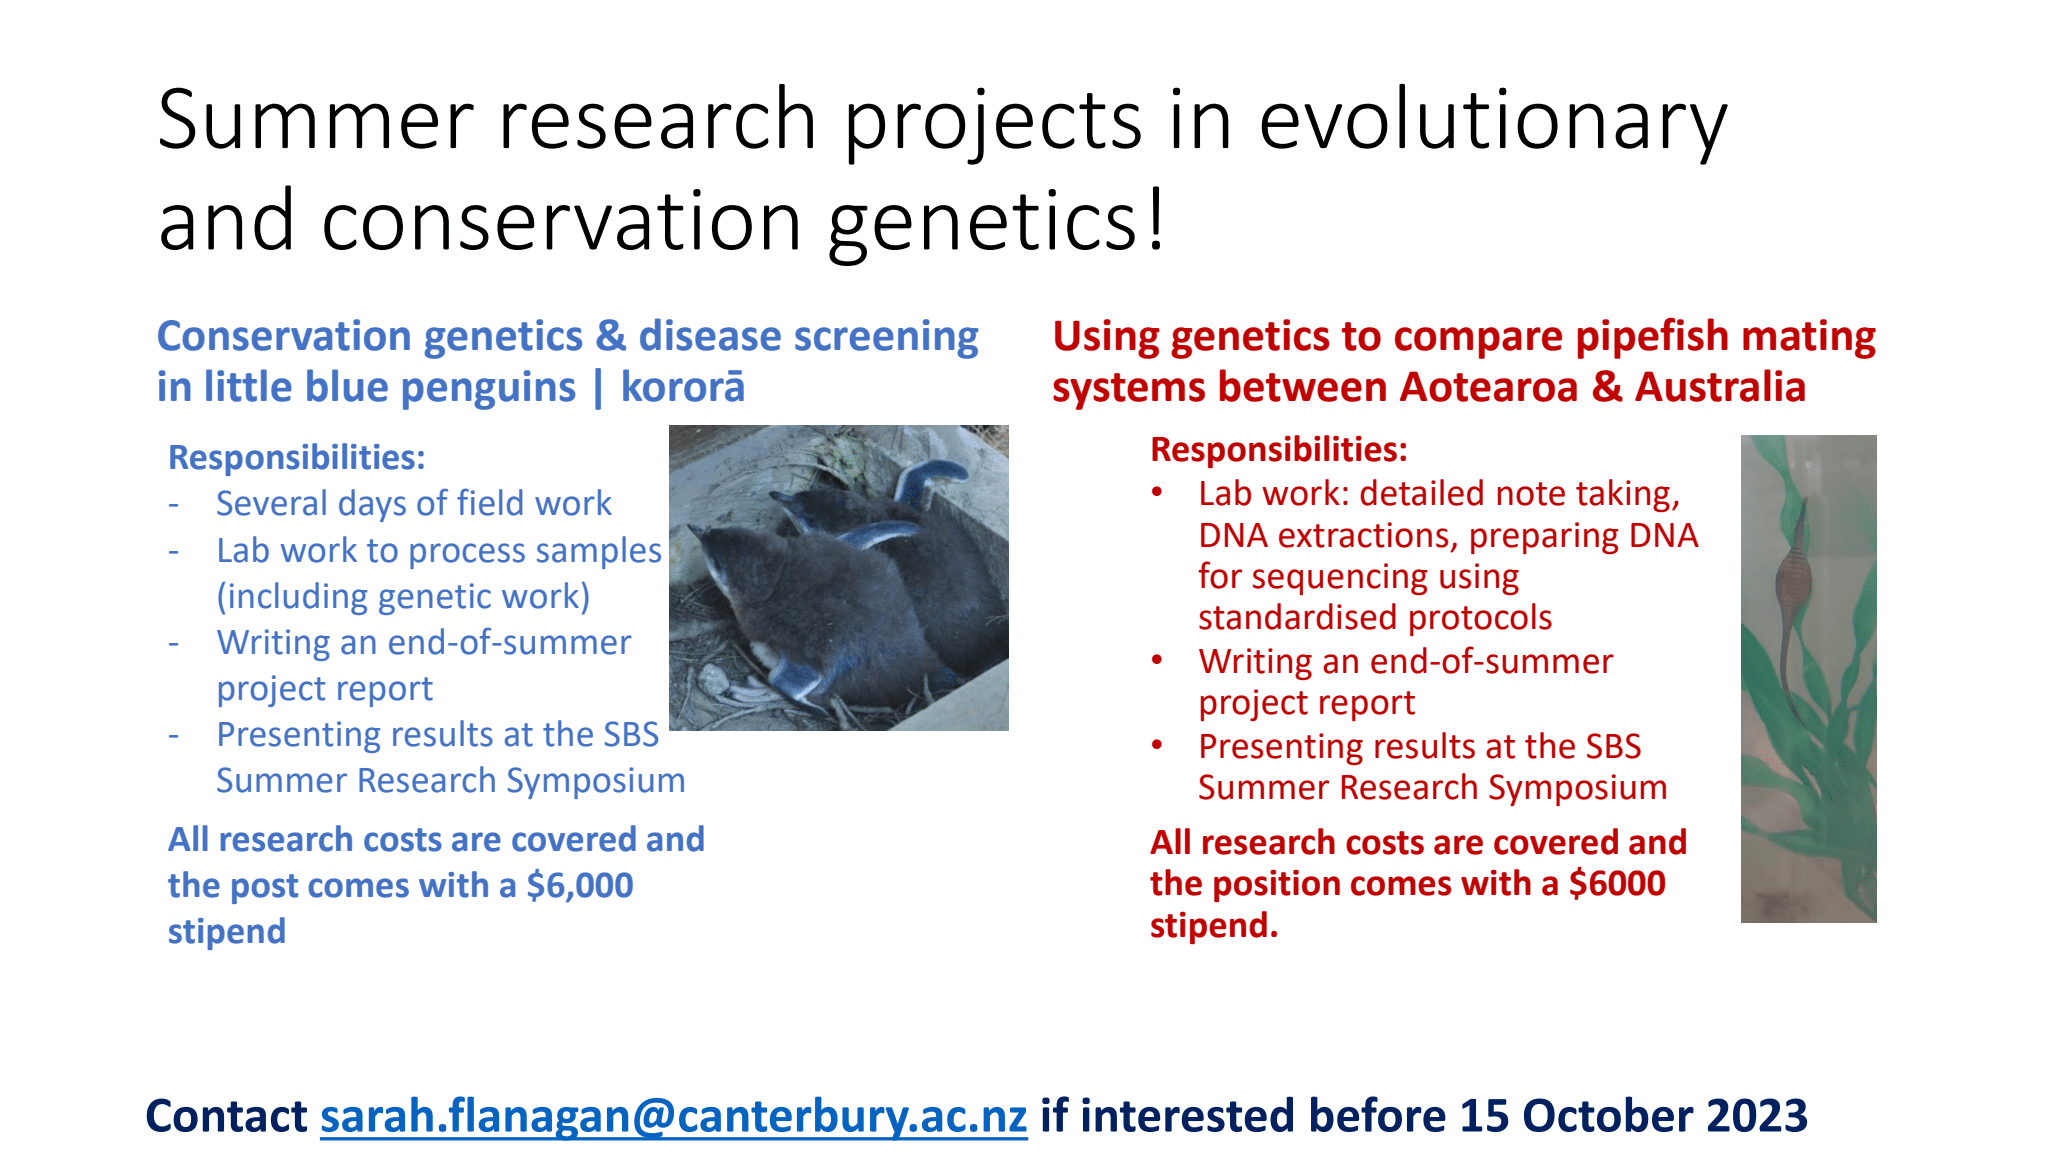 Summer research projects in evolutionary
and conservation genetics!
Conservation genetics & disease screening
in little blue penguins | kororā
Responsibilities:
- Several days of field work
- Lab work to process samples
(including genetic work)
- Writing an end-of-summer
project report
- Presenting results at the SBS
Summer Research Symposium
All research costs are covered and
the post comes with a $6,000
stipend
Using genetics to compare pipefish mating
systems between Aotearoa & Australia
Responsibilities:
• Lab work: detailed note taking,
DNA extractions, preparing DNA
for sequencing using
standardised protocols
• Writing an end-of-summer
project report
• Presenting results at the SBS
Summer Research Symposium
All research costs are covered and
the position comes with a $6000
stipend.
Contact sarah.flanagan@canterbury.ac.nz if interested before 15 October 2023